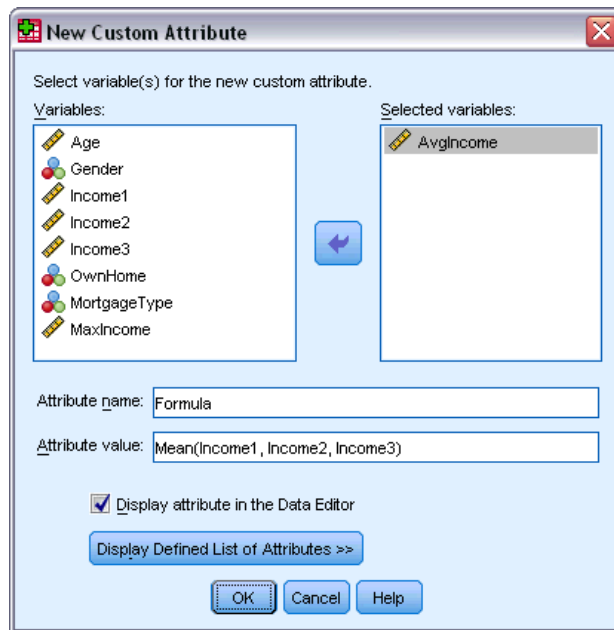 New Custom Attribute
Select variable(s) for the new custom attribute.
Variables:
Selected variables:
Age
Gender
Income1
Income2
Income3
OwnHome
MortgageType
MaxIncome
AvgIncome
Attribute name: Formula
Attribute value: Mean(Income1, Income2, Income3)
Display attribute in the Data Editor
Display Defined List of Attributes >>
OK Cancel Help